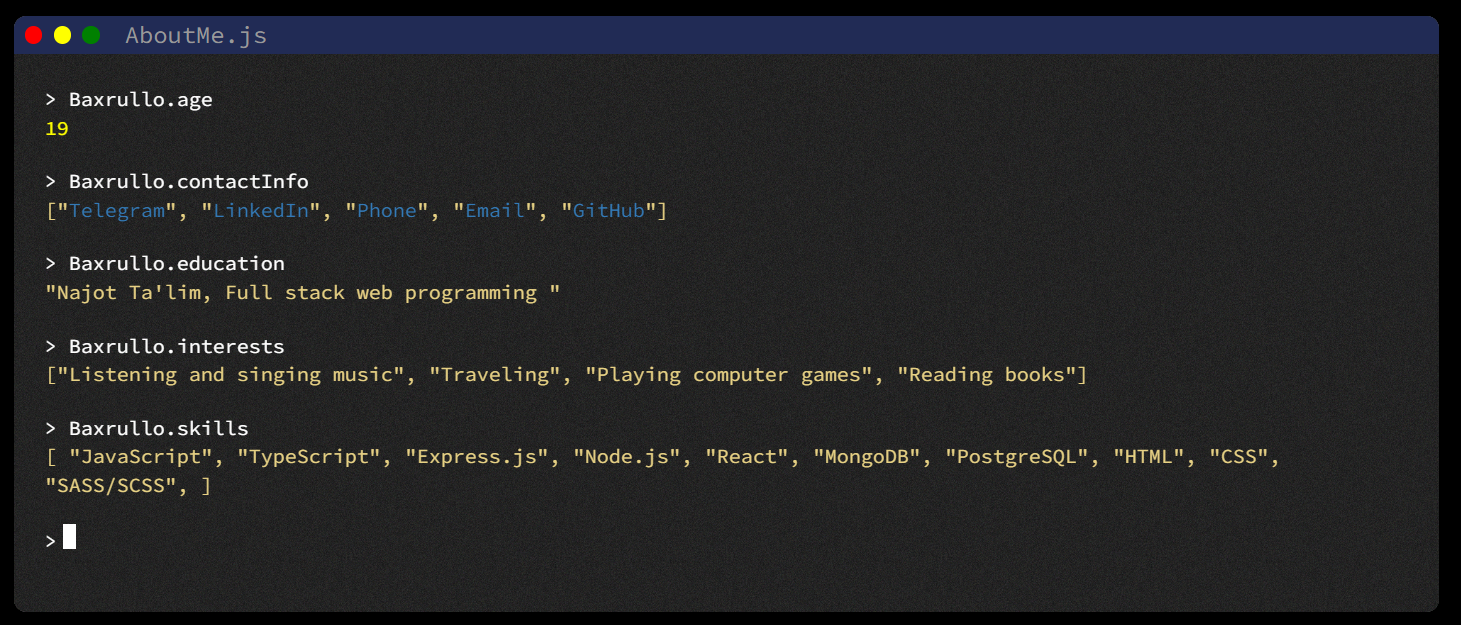 AboutMe.js
> Baxrullo.age
19
> Baxrullo.contactInfo
["Telegram", "LinkedIn", "Phone", "Email", "GitHub"]
> Baxrullo.education
"Najot Ta'lim, Full stack web programming "
> Baxrullo.interests
["Listening and singing music", "Traveling", "Playing computer games", "Reading books"]
> Baxrullo.skills
[ "JavaScript", "TypeScript", "Express.js", "Node.js", "React", "MongoDB", "PostgreSQL", "HTML", "CSS",
"SASS/SCSS", ]
>